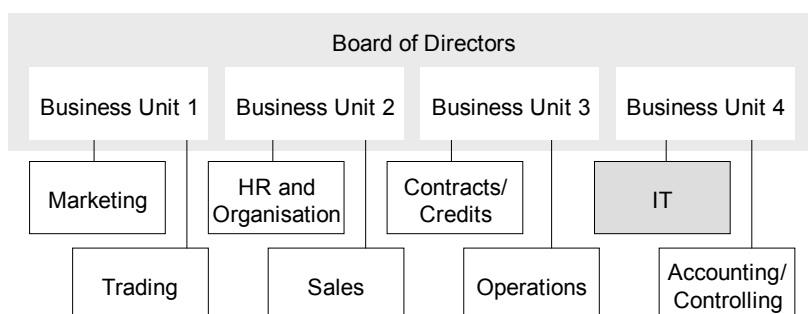 Board of Directors
Business Unit 1
Business Unit 2
Business Unit 3
Business Unit 4
Marketing
HR and
Organisation
Contracts/
Credits
IT
Trading
Sales
Operations
Accounting/
Controlling